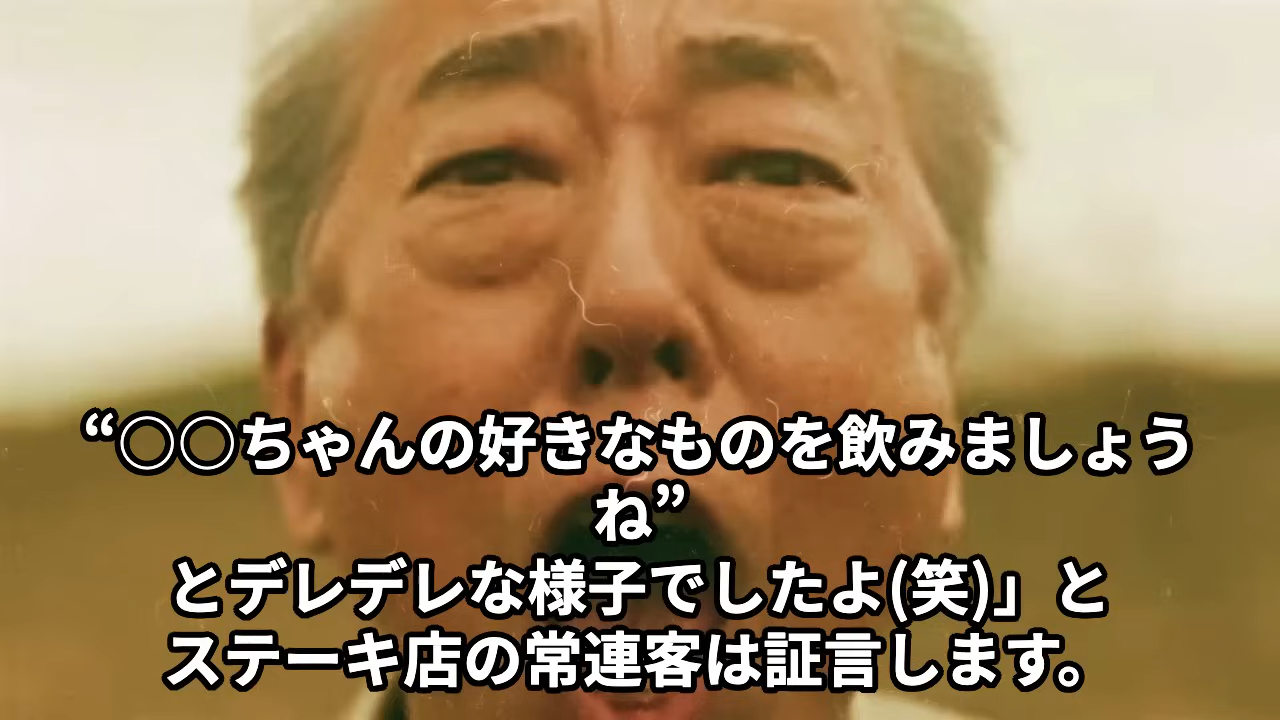 “○○ちゃんの好きなものを飲みましょう
ね”
とデレデレな様子でしたよ(笑)」と
ステーキ店の常連客は証言します。